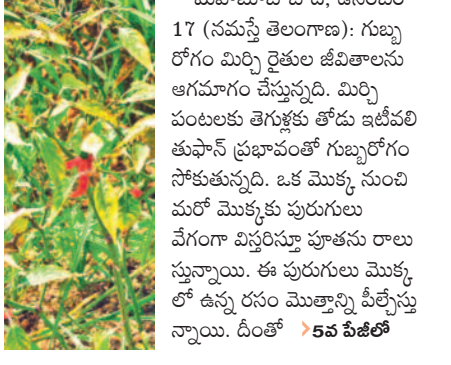 17 (నమస్తే తెలంగాణ): గుబ్బ
రోగం మిర్చి రైతుల జీవితాలను
ఆగమాగం చేస్తున్నది. మిర్చి
పంటలకు తెగుళ్లకు తోడు ఇటీవలి
తుఫాన్ ప్రభావంతో గుబ్బరోగం
సోకుతున్నది. ఒక మొక్క నుంచి
మరో మొక్కకు పురుగులు
వేగంగా విస్తరిస్తూ పూతను రాలు
స్తున్నాయి. ఈ పురుగులు మొక్క
లో ఉన్న రసం మొత్తాన్ని పీల్చేస్తు
న్నాయి. దీంతో 5వ పేజీలో